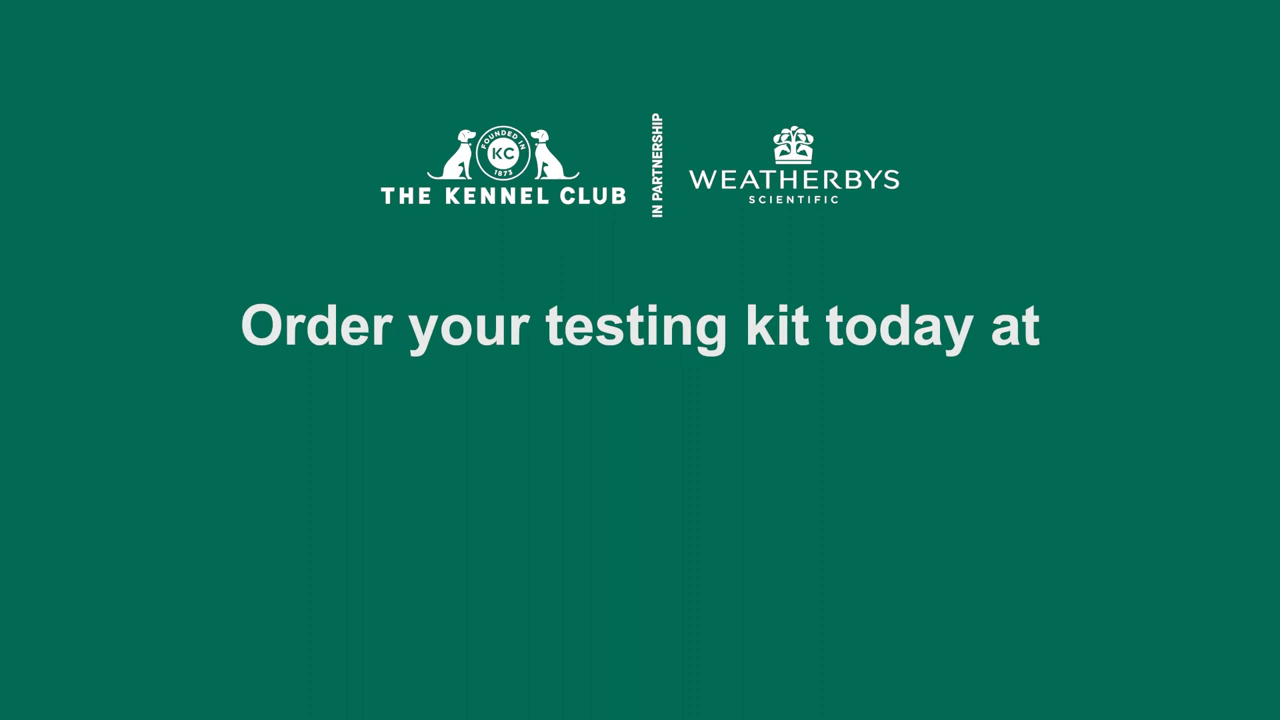 FOUNDED IN
KC
1873
THE KENNEL CLUB
IN PARTNERSHIP
WEATHERBYS
SCIENTIFIC
Order your testing kit today at